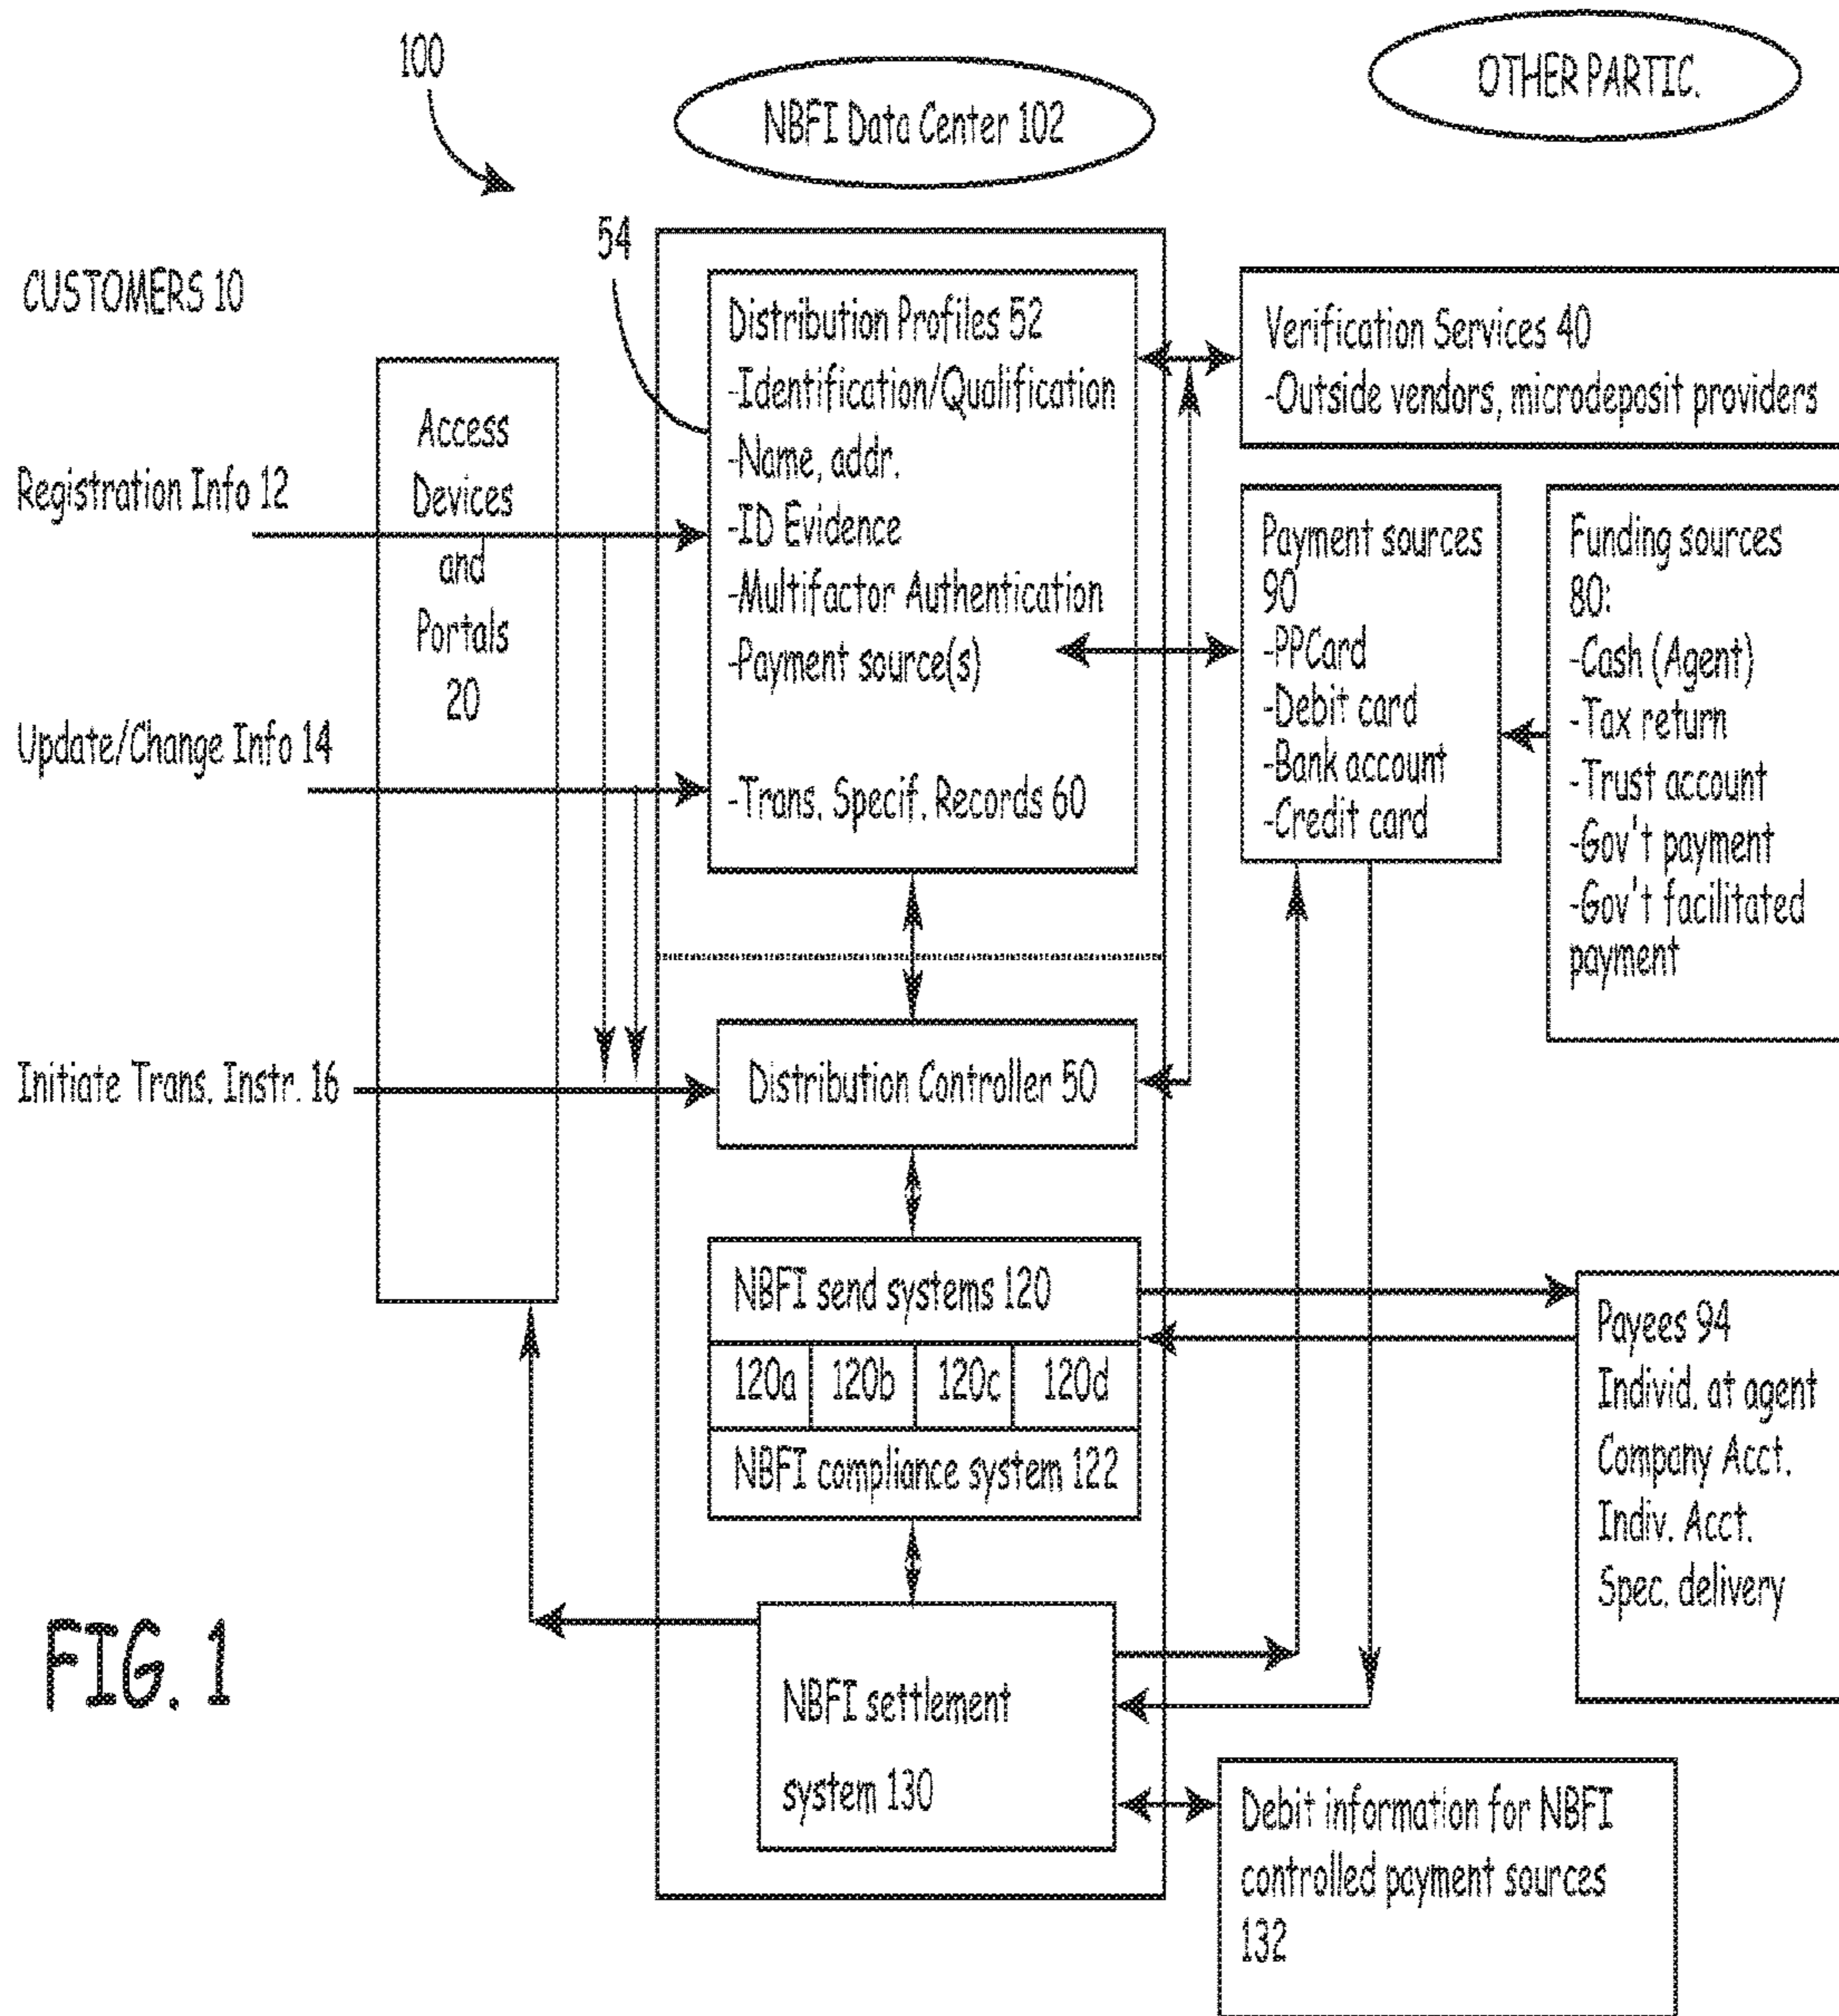 100
NBFI Data Center 102
OTHER PARTIC.
54
CUSTOMERS 10
Access
Devices
and
Portals
20
Registration Info 12
Update/Change Info 14
Initiate Trans. Instr. 16
Distribution Profiles 52
-Identification/Qualification
-Name, addr.
-ID Evidence
-Multifactor Authentication
-Payment source(s)
-Trans. Specif. Records 60
Verification Services 40
-Outside vendors, microdeposit providers
Payment sources
90
-PPCard
-Debit card
-Bank account
-Credit card
Funding sources
80:
-Cash (Agent)
-Tax return
-Trust account
-Gov't payment
-Gov't facilitated
payment
Distribution Controller 50
NBFI send systems 120
120a 120b 120c 120d
NBFI compliance system 122
Payees 94
Individ. at agent
Company Acct.
Indiv. Acct.
Spec. delivery
NBFI settlement
system 130
Debit information for NBFI
controlled payment sources
132
FIG. 1